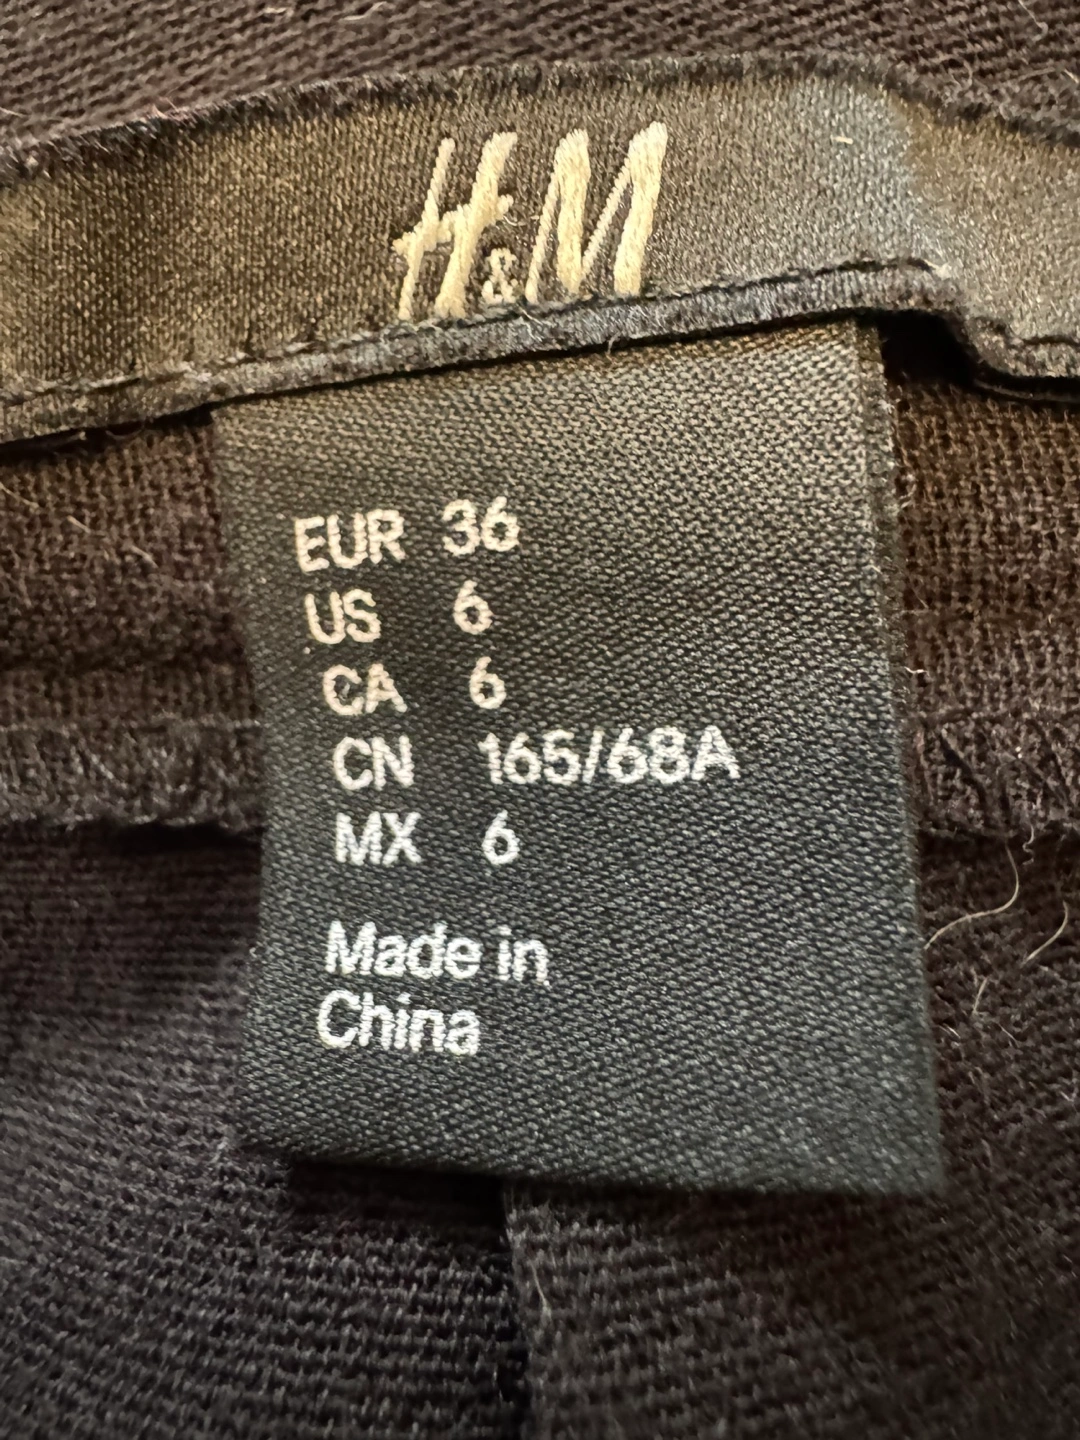 H&M
EUR 36
US 6
CA 6
CN 165/68A
MX 6
Made in
China